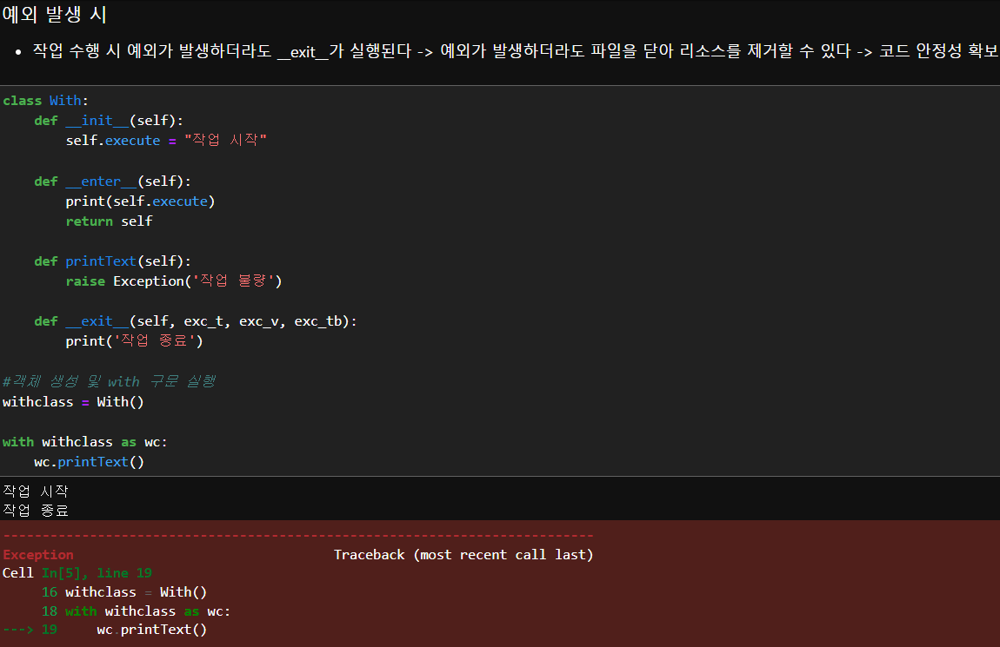 예외 발생 시
• 작업 수행 시 예외가 발생하더라도 __exit__가 실행된다 -> 예외가 발생하더라도 파일을 닫아 리소스를 제거할 수 있다 -> 코드 안정성 확보
class With:
    def __init__(self):
        self.execute = "작업 시작"

    def __enter__(self):
        print(self.execute)
        return self

    def printText(self):
        raise Exception('작업 불량')

    def __exit__(self, exc_t, exc_v, exc_tb):
        print('작업 종료')

#객체 생성 및 with 구문 실행
withclass = With()

with withclass as wc:
    wc.printText()
작업 시작
작업 종료
---------------------------------------------------------------------------
Exception                                 Traceback (most recent call last)
Cell In[5], line 19
     16 withclass = With()
     18 with withclass as wc:
---> 19     wc.printText()